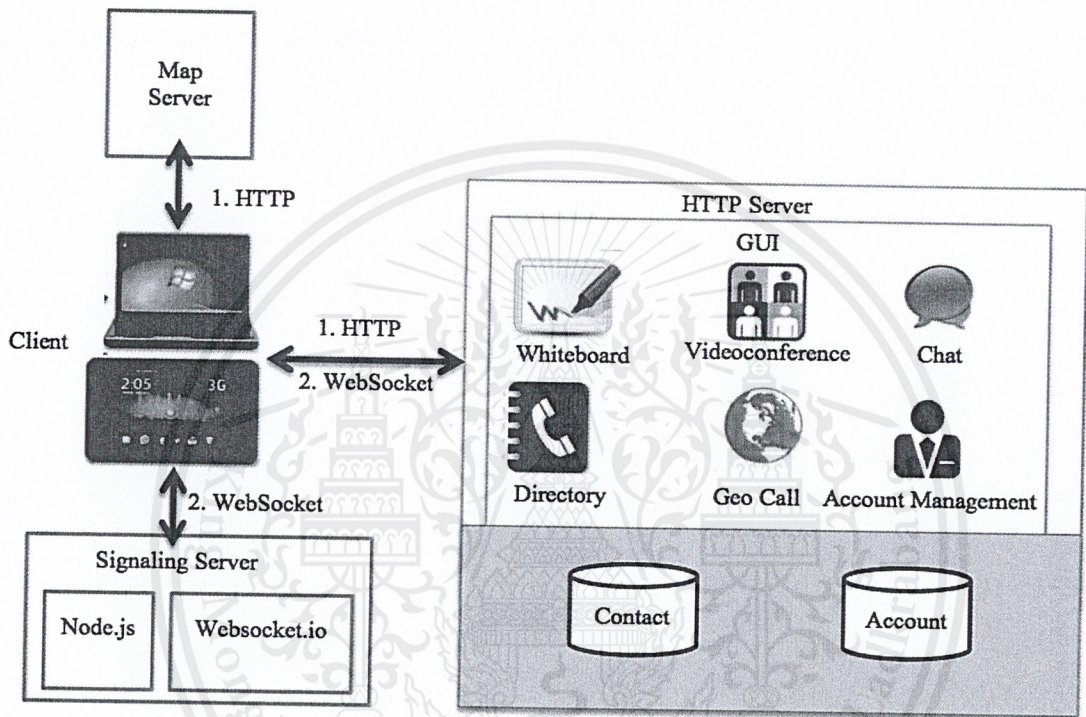 Map
Server
1. HTTP
HTTP Server
GUI
Whiteboard
Videoconference
Chat
Client
2:05
3G
1. HTTP
2. WebSocket
Directory
Geo Call
Account Management
2. WebSocket
Signaling Server
Node.js
Websocket.io
Contact
Account